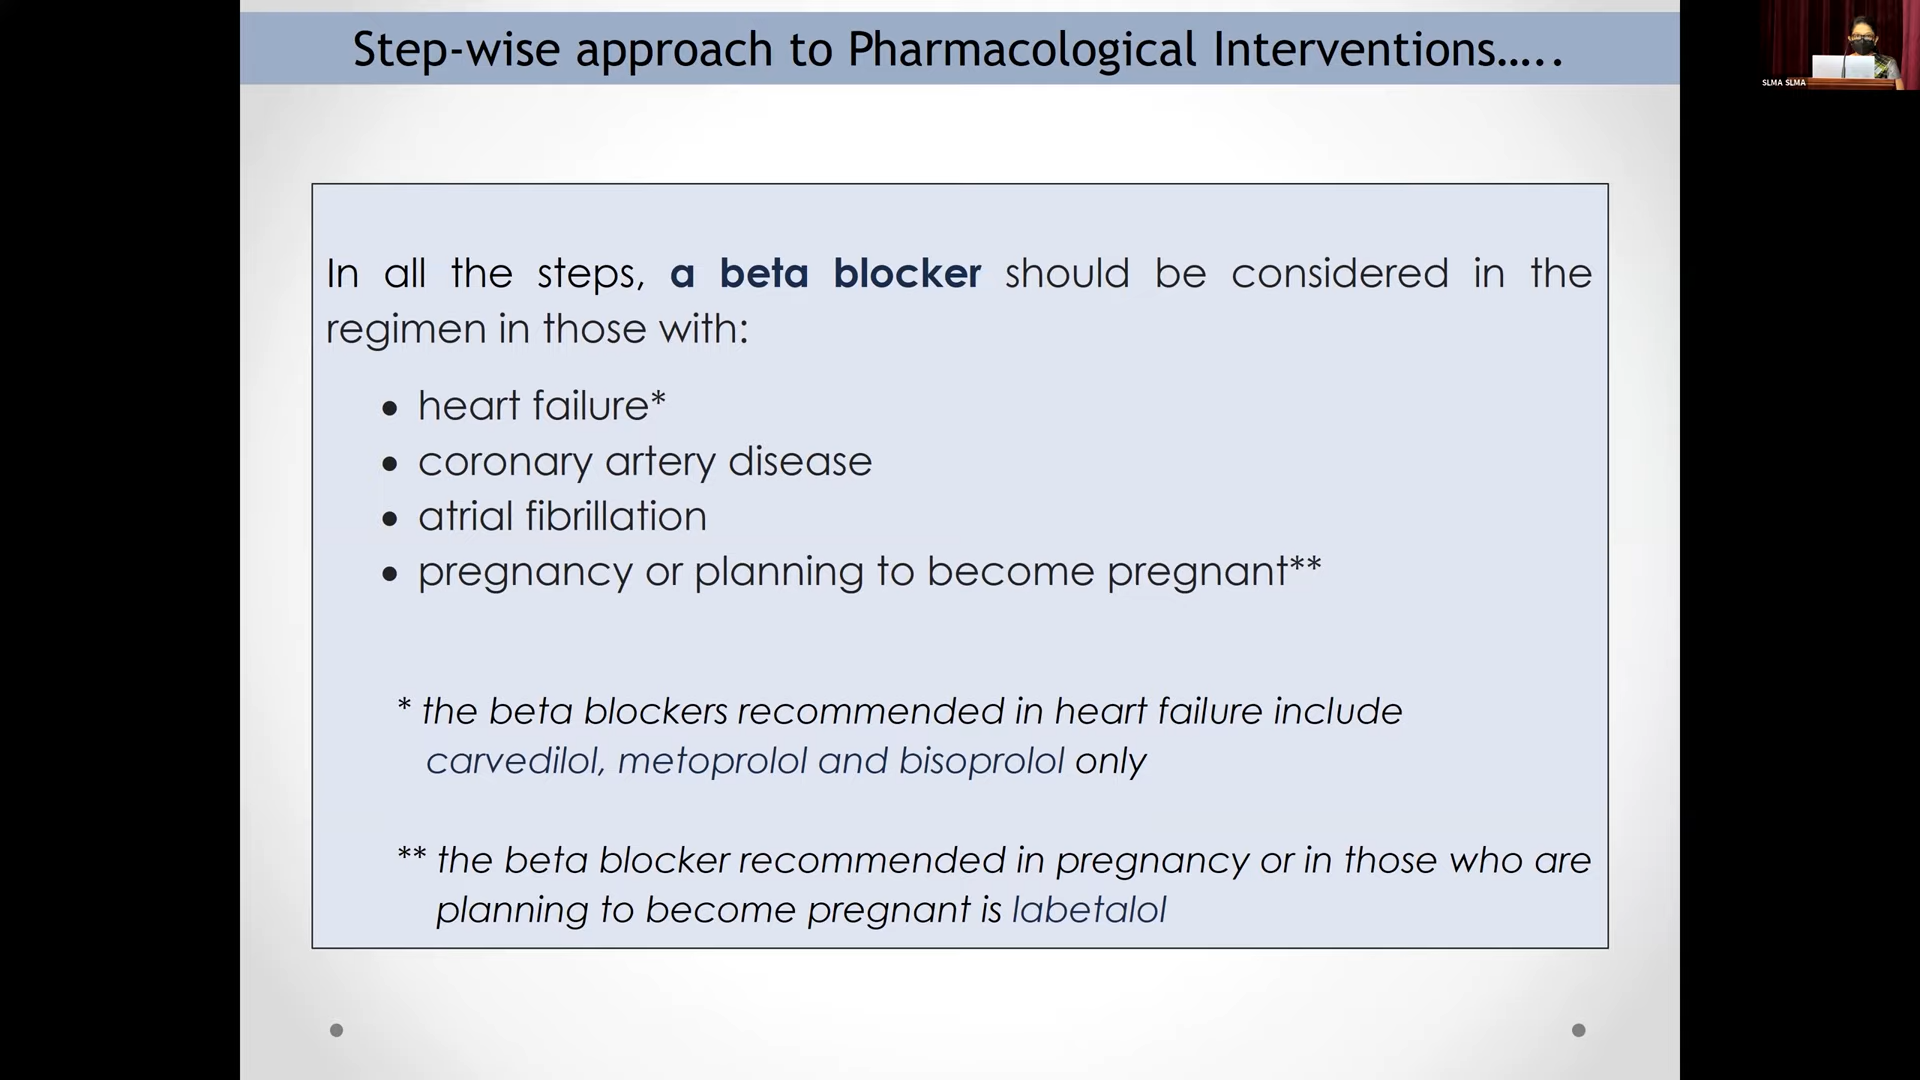 Step-wise approach to Pharmacological Interventions.....
SLMA SLMA
In all the steps, a beta blocker should be considered in the
regimen in those with:
• heart failure*
• coronary artery disease
• atrial fibrillation
• pregnancy or planning to become pregnant**
* the beta blockers recommended in heart failure include
carvedilol, metoprolol and bisoprolol only
** the beta blocker recommended in pregnancy or in those who are
planning to become pregnant is labetalol